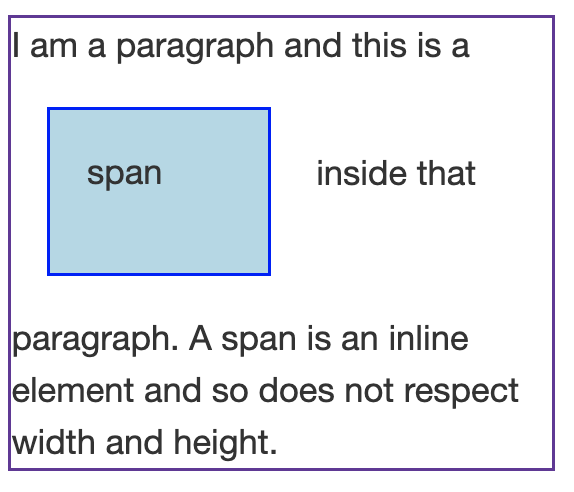 I am a paragraph and this is a
span inside that
paragraph. A span is an inline
element and so does not respect
width and height.